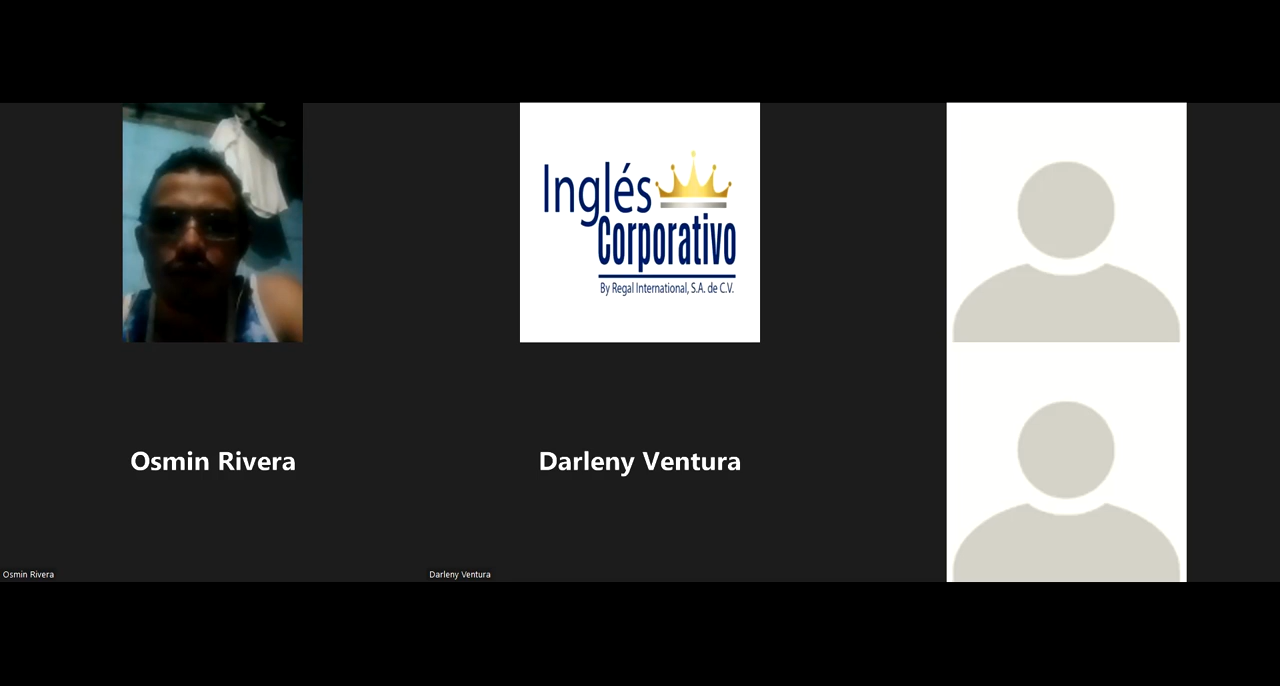 Inglés
Corporativo
By Regal International, S.A. de C.V.
Osmin Rivera
Darleny Ventura
Osmin Rivera
Darleny Ventura